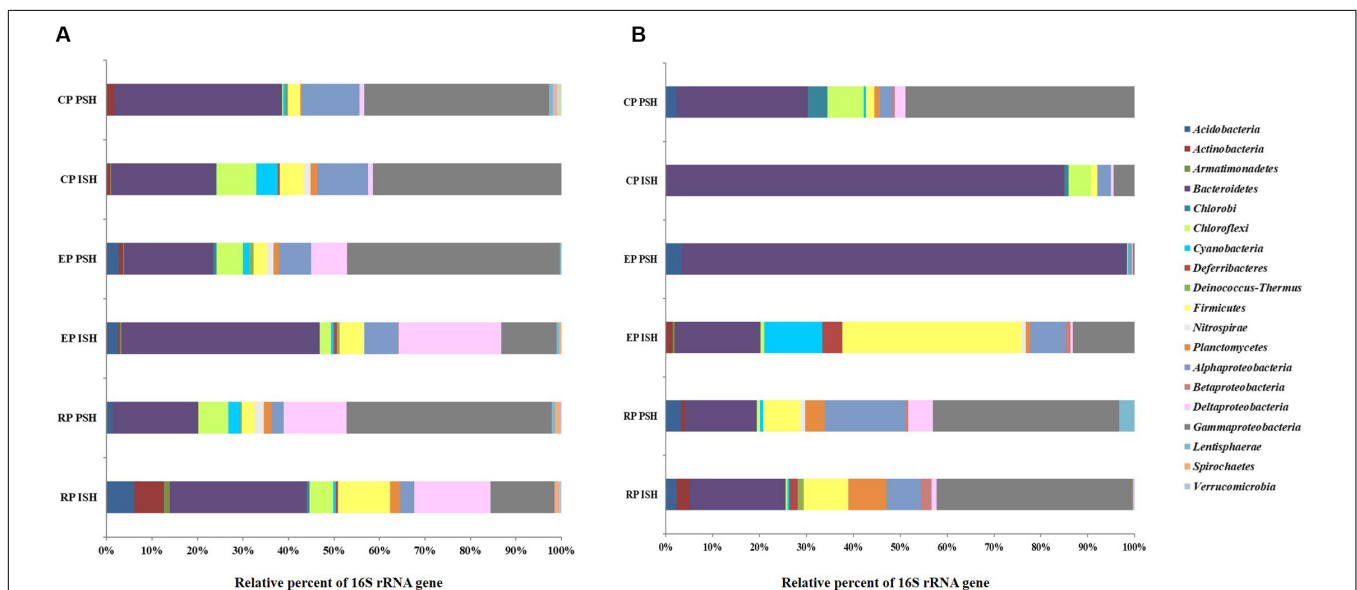 A
CP PSH
CP ISH
EP PSH
EP ISH
RP PSH
RP ISH
0% 10% 20% 30% 40% 50% 60% 70% 80% 90% 100%
Relative percent of 16S rRNA gene
B
CP PSH
CP ISH
EP PSH
EP ISH
RP PSH
RP ISH
0% 10% 20% 30% 40% 50% 60% 70% 80% 90% 100%
Relative percent of 16S rRNA gene
Acidobacteria
Actinobacteria
Armatimonadetes
Bacteroidetes
Chlorobi
Chloroflexi
Cyanobacteria
Deferribacteres
Deinococcus-Thermus
Firmicutes
Nitrospirae
Planctomycetes
Alphaproteobacteria
Betaproteobacteria
Deltaproteobacteria
Gammaproteobacteria
Lentisphaerae
Spirochaetes
Verrucomicrobia